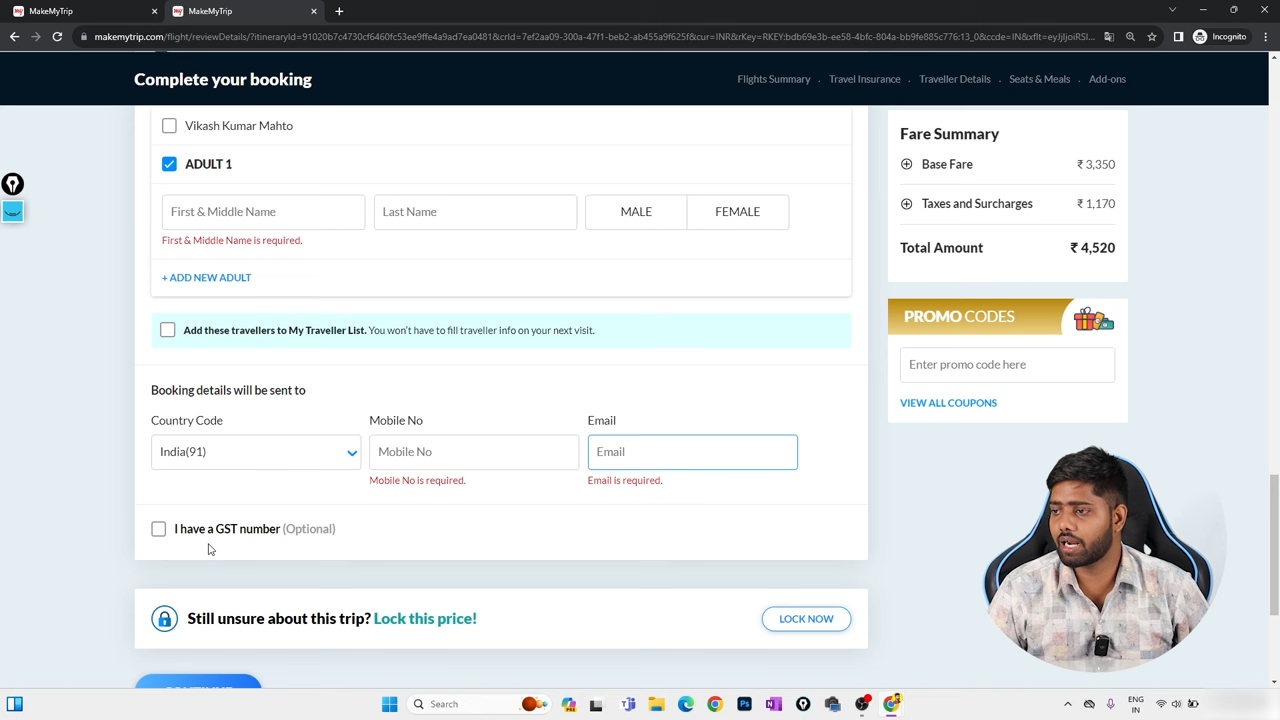 MakeMyTrip
MakeMyTrip
makemytrip.com/flight/reviewDetails/?itineraryId=91020b7c4730cf6460fc53ee9ffe4a9ad7ea0481&crId=7ef2aa09-300a-47f1-beb2-ab455a9f625f&cur=INR&rKey=RKEY:bdb69e3b-ee58-4bfc-804a-bb9fe885c776:13_0&ccde=IN&xflt=eyJjIjoiRSI...
Incognito
Complete your booking
Flights Summary . Travel Insurance . Traveller Details . Seats & Meals . Add-ons
Vikash Kumar Mahto
ADULT 1
First & Middle Name
Last Name
MALE
FEMALE
First & Middle Name is required.
+ ADD NEW ADULT
Add these travellers to My Traveller List. You won't have to fill traveller info on your next visit.
Booking details will be sent to
Country Code
Mobile No
Email
India(91)
Mobile No
Email
Mobile No is required.
Email is required.
I have a GST number (Optional)
Still unsure about this trip? Lock this price!
LOCK NOW
Fare Summary
Base Fare
₹ 3,350
Taxes and Surcharges
₹ 1,170
Total Amount
₹ 4,520
PROMO CODES
Enter promo code here
VIEW ALL COUPONS
Search
ENG
IN